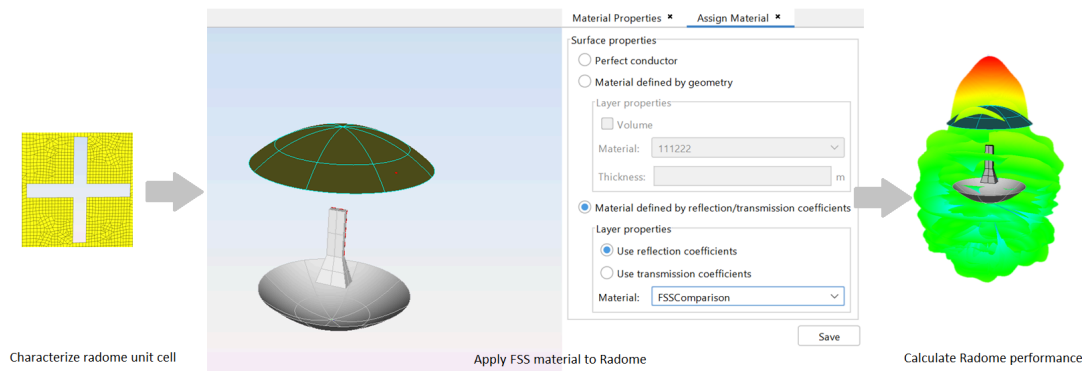 Material Properties ×
Assign Material ×
Surface properties
Perfect conductor
Material defined by geometry
Layer properties
Volume
Material: 111222
Thickness: m
Material defined by reflection/transmission coefficients
Layer properties
Use reflection coefficients
Use transmission coefficients
Material: FSSComparison
Save
Characterize radome unit cell
Apply FSS material to Radome
Calculate Radome performance